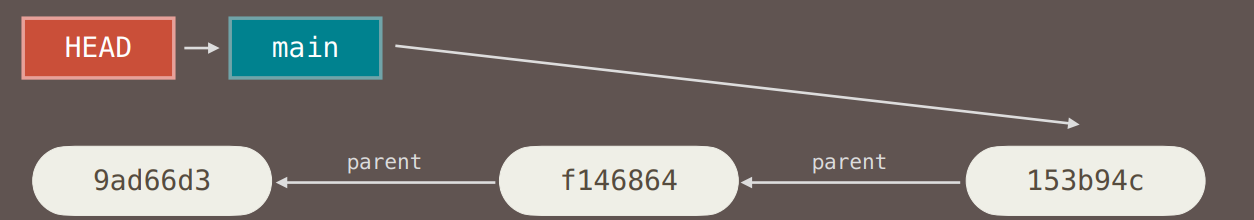 HEAD
main
parent
parent
9ad66d3
f146864
153b94c